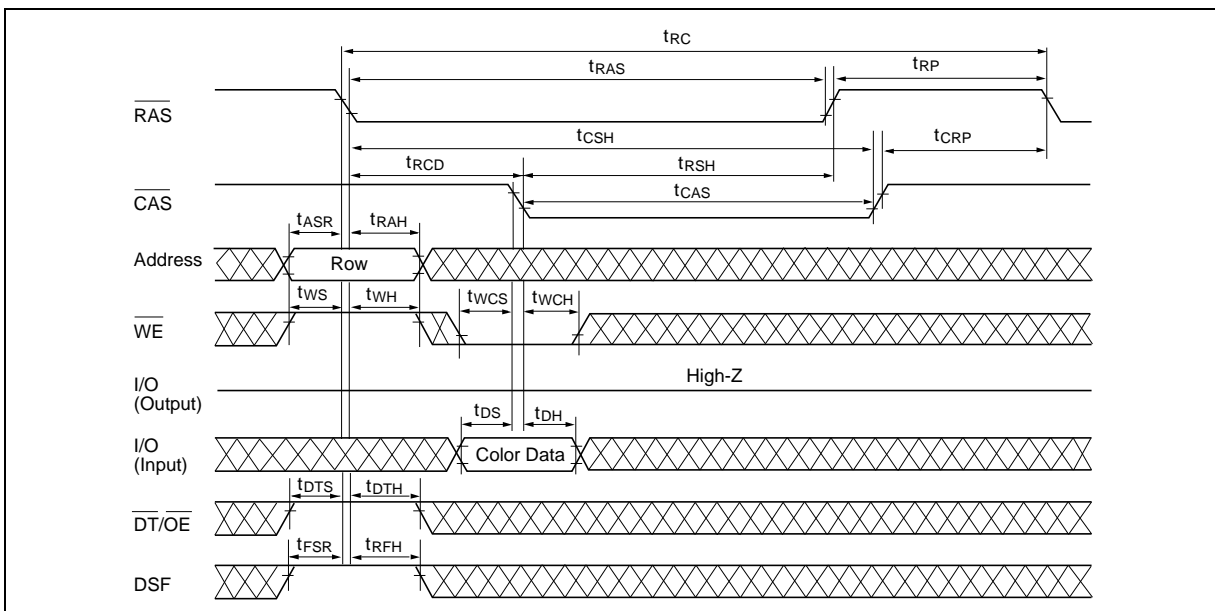 tRC
tRAS
tRP
RAS
tCSH
tCRP
tRCD
tRSH
CAS
tCAS
tASR
tRAH
Address
Row
tWS
tWH
tWCS
tWCH
WE
High-Z
I/O
(Output)
tDS
tDH
I/O
(Input)
Color Data
tDTS
tDTH
DT/OE
tFSR
tRFH
DSF